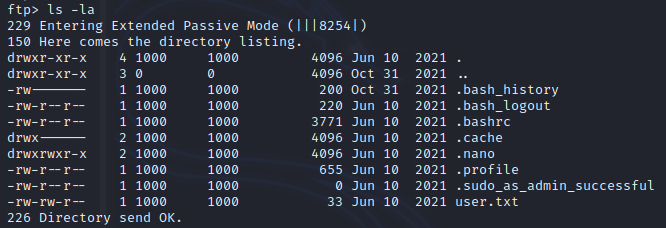 ftp> ls -la
229 Entering Extended Passive Mode (|||8254|)
150 Here comes the directory listing.
drwxr-xr-x    4 1000     1000         4096 Jun 10  2021 .
drwxr-xr-x    3 0        0            4096 Oct 31  2021 ..
-rw-------    1 1000     1000          200 Oct 31  2021 .bash_history
-rw-r--r--    1 1000     1000          220 Jun 10  2021 .bash_logout
-rw-r--r--    1 1000     1000         3771 Jun 10  2021 .bashrc
drwx------    2 1000     1000         4096 Jun 10  2021 .cache
drwxrwxr-x    2 1000     1000         4096 Jun 10  2021 .nano
-rw-r--r--    1 1000     1000          655 Jun 10  2021 .profile
-rw-r--r--    1 1000     1000            0 Jun 10  2021 .sudo_as_admin_successful
-rw-rw-r--    1 1000     1000           33 Jun 10  2021 user.txt
226 Directory send OK.